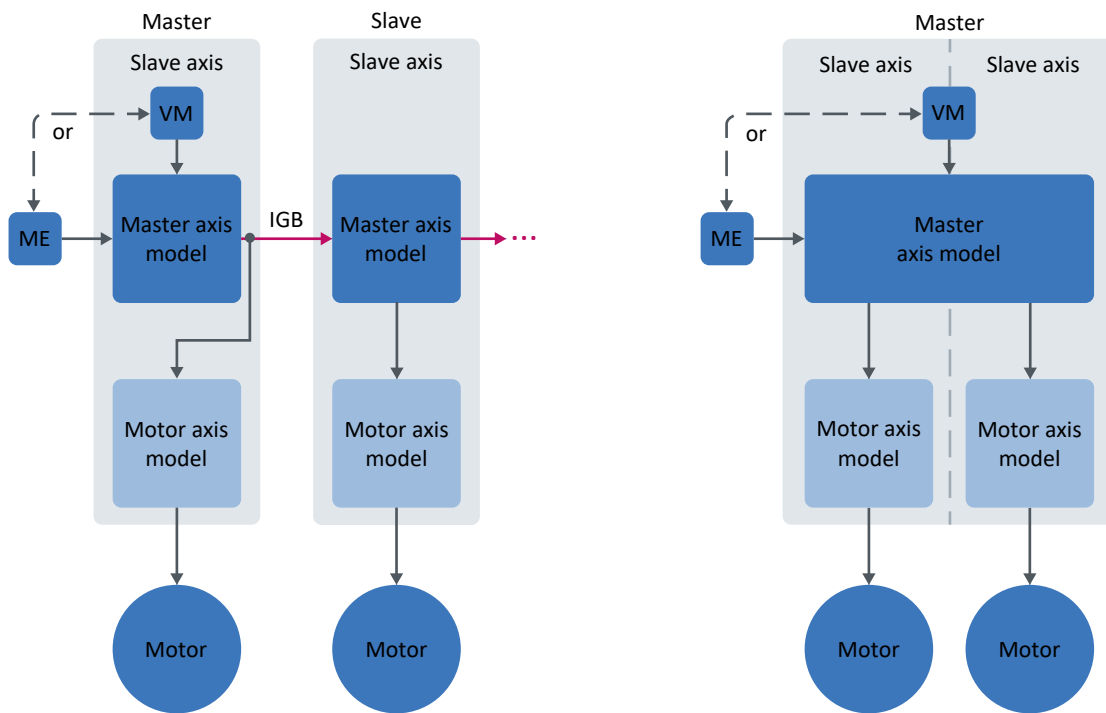 Master
Slave
Master
Slave axis
Slave axis
Slave axis
Slave axis
VM
VM
or
or
ME
Master axis
model
IGB
Master axis
model
...
ME
Master
axis model
Motor axis
model
Motor axis
model
Motor axis
model
Motor axis
model
Motor
Motor
Motor
Motor